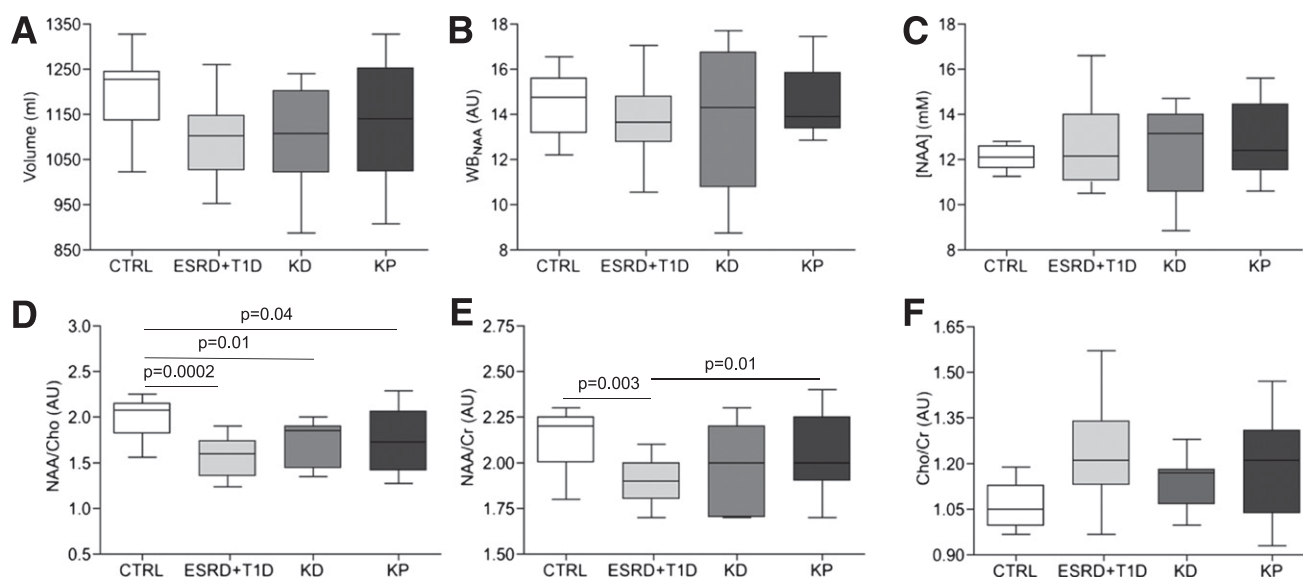 A
Volume (ml)
1350
1250
1150
1050
950
850
CTRL ESRD+T1D KD KP
B
WBNAA (AU)
18
16
14
12
10
8
CTRL ESRD+T1D KD KP
C
[NAA] (mM)
18
16
14
12
10
8
CTRL ESRD+T1D KD KP
D
NAA/Cho (AU)
3.0
2.5
2.0
1.5
1.0
0.5
p=0.04
p=0.01
p=0.0002
CTRL ESRD+T1D KD KP
E
NAA/Cr (AU)
2.75
2.50
2.25
2.00
1.75
1.50
p=0.01
p=0.003
CTRL ESRD+T1D KD KP
F
Cho/Cr (AU)
1.65
1.50
1.35
1.20
1.05
0.90
CTRL ESRD+T1D KD KP